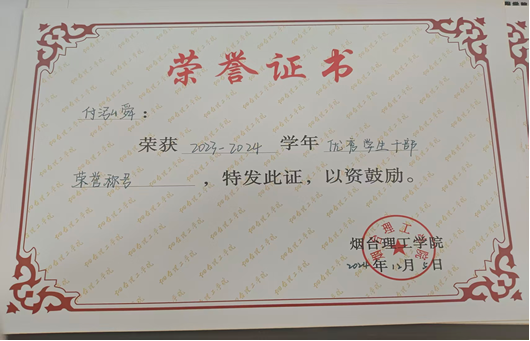 荣誉证书
付泓舜：
荣获 2023-2024 学年 优秀学生干部
荣誉称号，特发此证，以资鼓励。
烟台理工学院
2024年12月5日